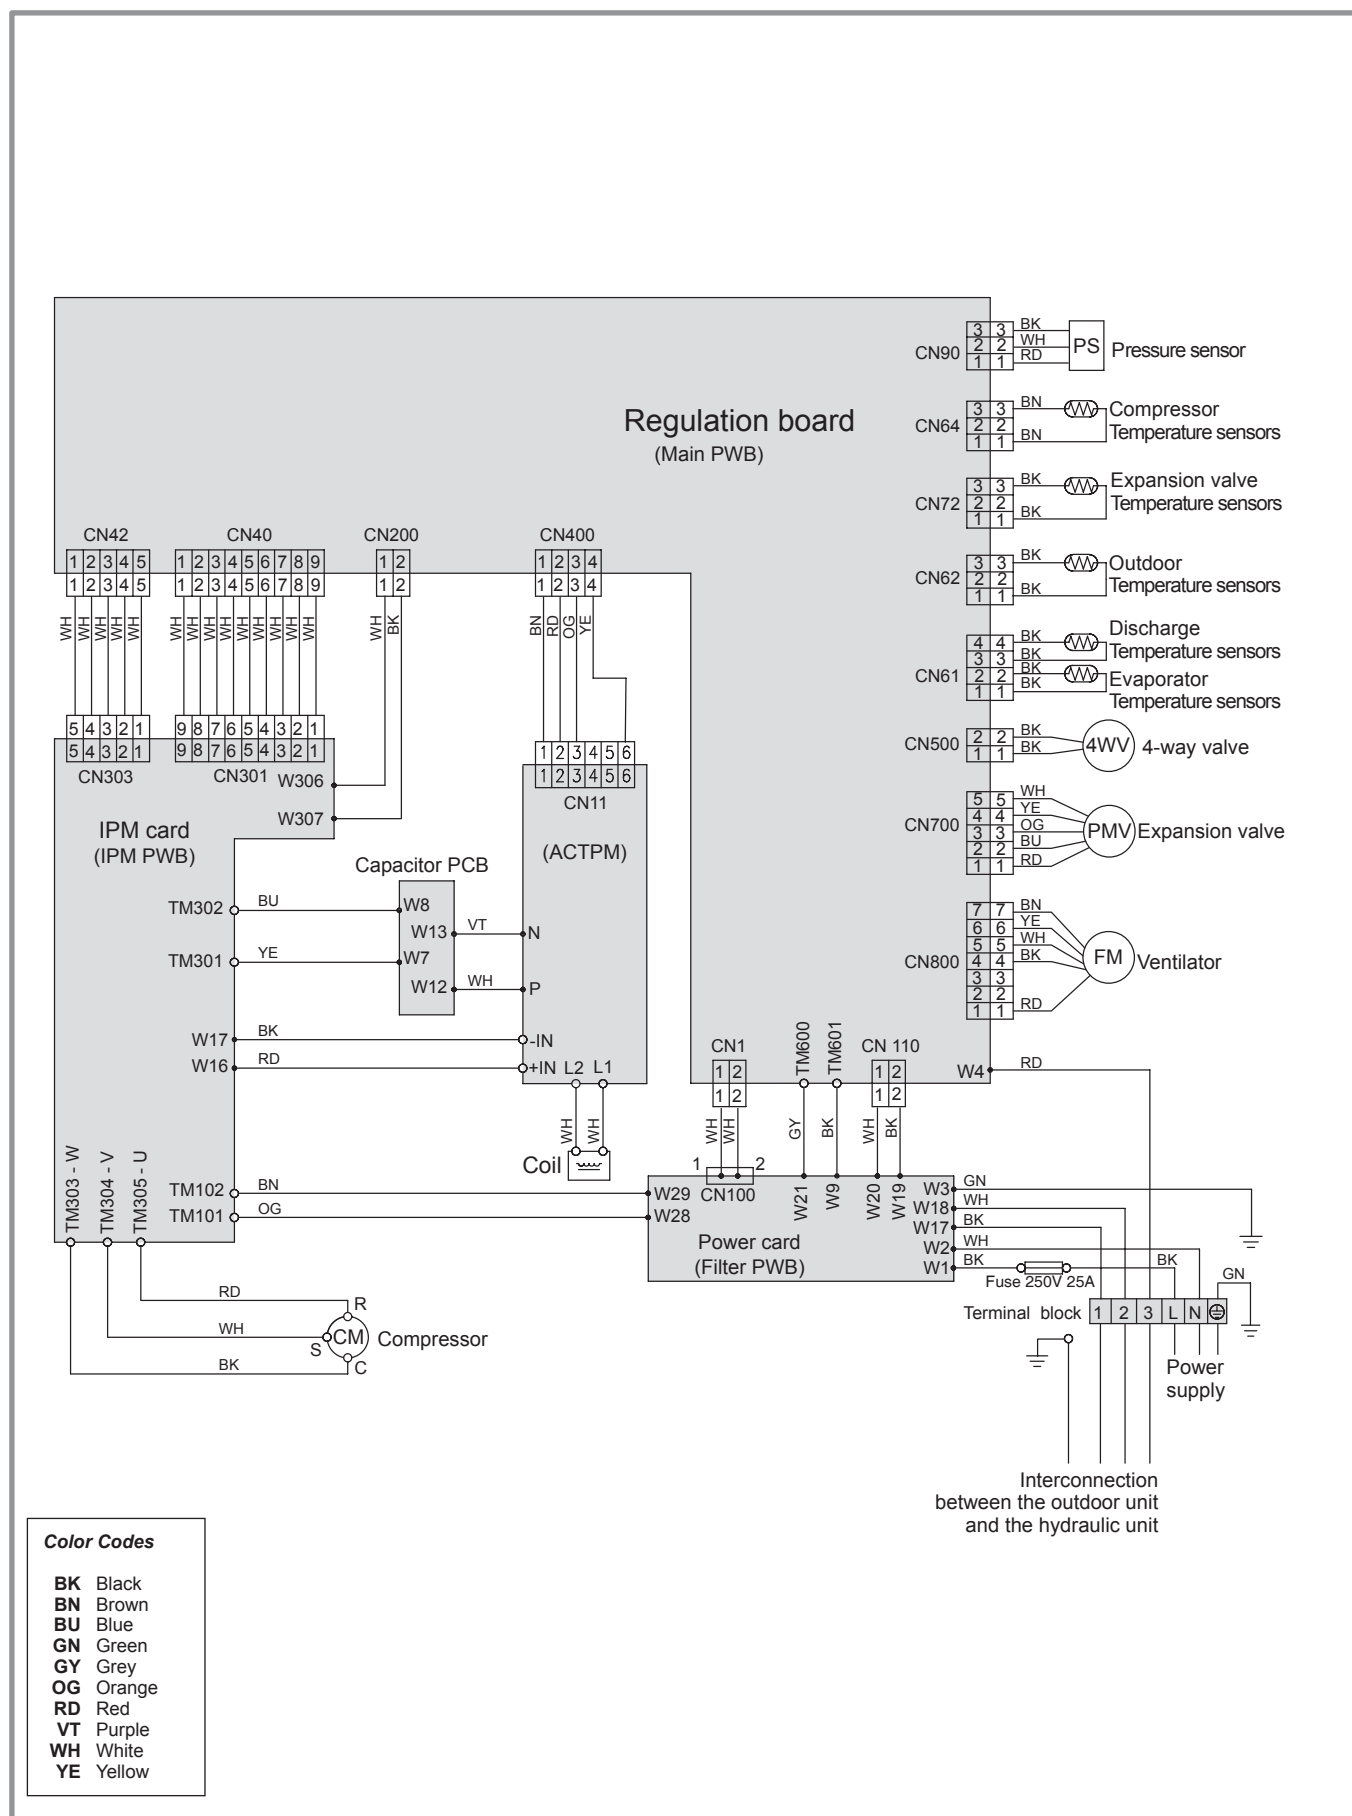 Regulation board
(Main PWB)
CN90
3 3 BK
2 2 WH
1 1 RD
PS Pressure sensor
CN64
3 3 BN
2 2
1 1 BN
Compressor
Temperature sensors
CN72
3 3 BK
2 2
1 1 BK
Expansion valve
Temperature sensors
CN62
3 3 BK
2 2
1 1 BK
Outdoor
Temperature sensors
CN61
4 4 BK
3 3 BK
2 2 BK
1 1 BK
Discharge
Temperature sensors
Evaporator
Temperature sensors
CN500
2 2 BK
1 1 BK
4WV 4-way valve
CN700
5 5 WH
4 4 YE
3 3 OG
2 2 BU
1 1 RD
PMV Expansion valve
CN800
7 7 BN
6 6 YE
5 5 WH
4 4 BK
3 3
2 2
1 1 RD
FM Ventilator
W4 RD
CN42 CN40 CN200 CN400
1 2 3 4 5 1 2 3 4 5 6 7 8 9 1 2 1 2 3 4
1 2 3 4 5 1 2 3 4 5 6 7 8 9 1 2 1 2 3 4
WH WH WH WH WH WH WH WH WH WH WH WH WH WH WH BK BN RD OG YE
5 4 3 2 1 9 8 7 6 5 4 3 2 1
5 4 3 2 1 9 8 7 6 5 4 3 2 1
CN303 CN301 W306
W307
1 2 3 4 5 6
1 2 3 4 5 6
CN11
(ACTPM)
IPM card
(IPM PWB)
Capacitor PCB
TM302 BU W8
W13 VT N
TM301 YE W7
W12 WH P
W17 BK -IN
W16 RD +IN L2 L1
WH WH
Coil
TM303 - W TM304 - V TM305 - U
TM102 BN W29
TM101 OG W28
CN1 TM600 TM601 CN 110
1 2 1 2
1 2 1 2
WH WH GY BK WH BK
1 2
CN100 W21 W9 W20 W19
Power card
(Filter PWB)
W3 GN
W18 WH
W17 BK
W2 WH
W1 BK
Fuse 250V 25A
BK
GN
Terminal block 1 2 3 L N
Power
supply
Interconnection
between the outdoor unit
and the hydraulic unit
RD R
WH S CM Compressor
BK C
Color Codes
BK Black
BN Brown
BU Blue
GN Green
GY Grey
OG Orange
RD Red
VT Purple
WH White
YE Yellow